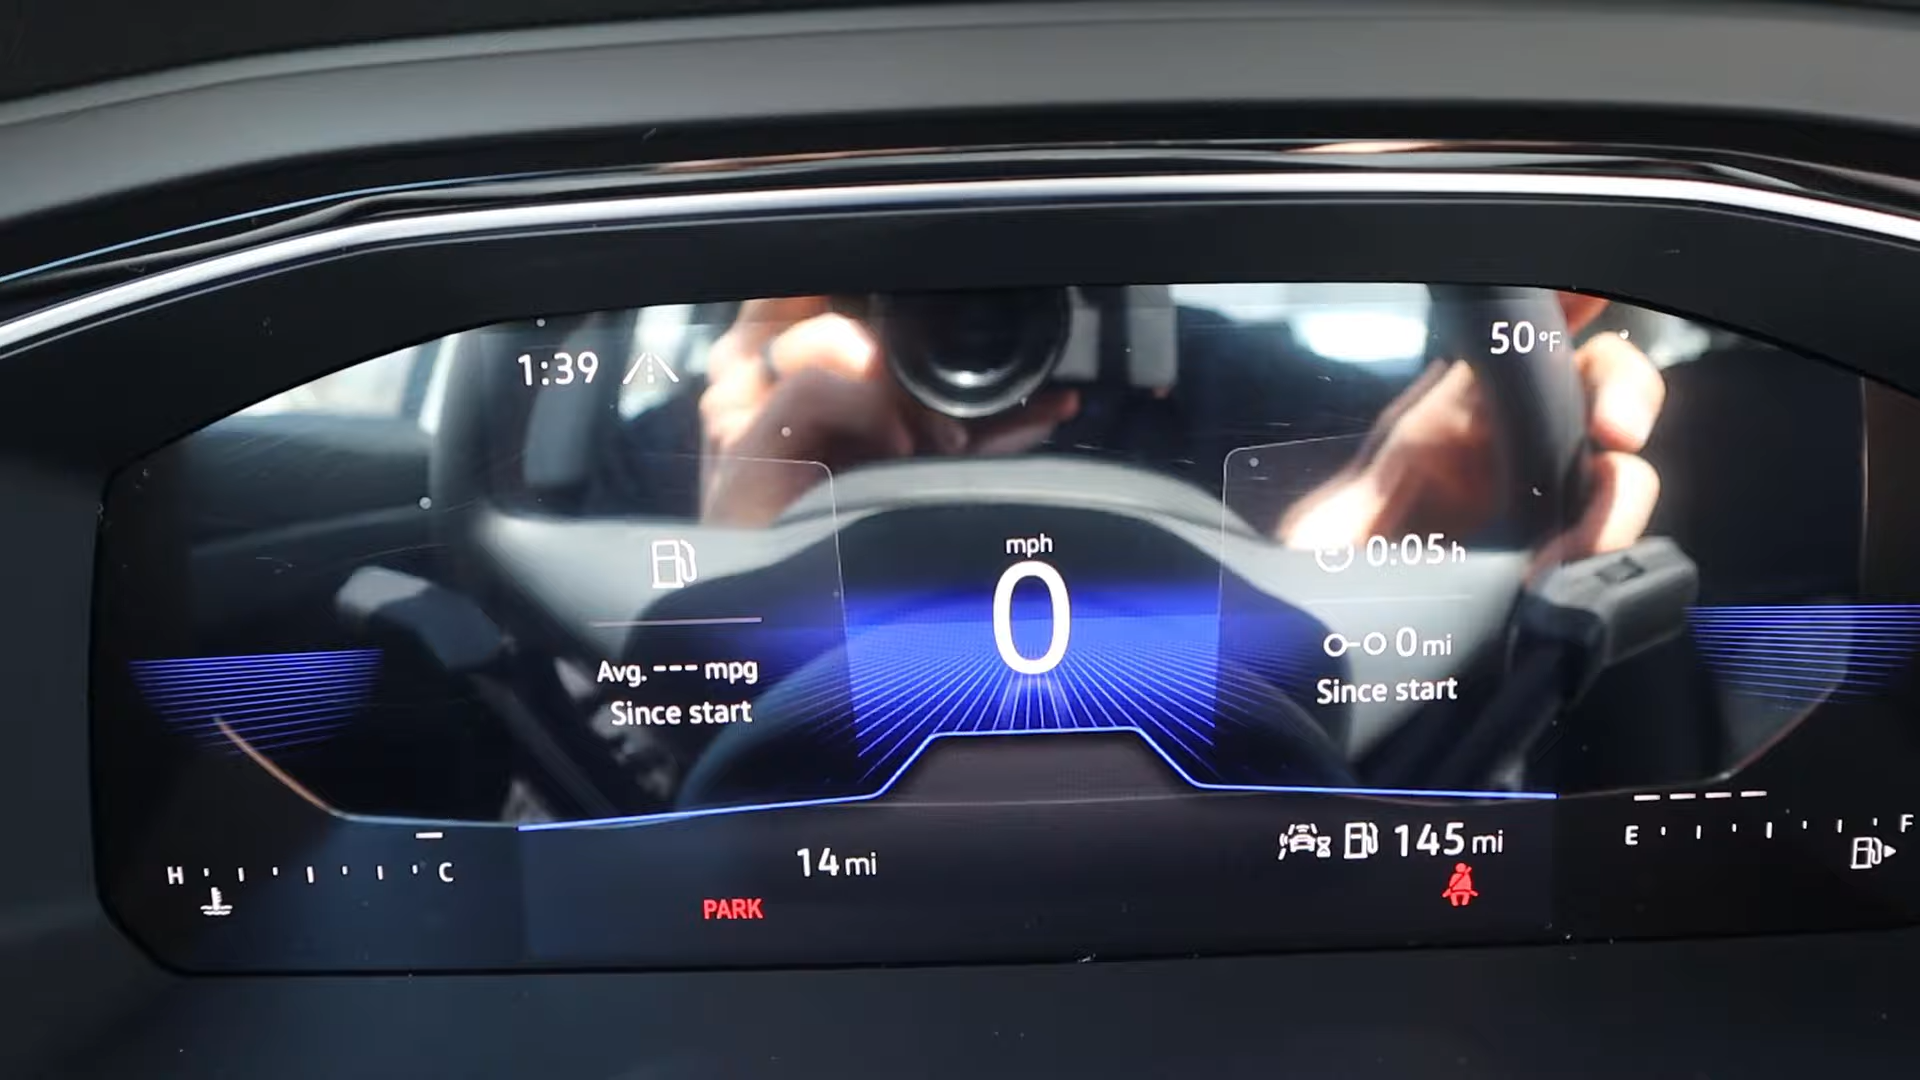 1:39
50°F
mph
0
0:05 h
Avg. --- mpg
Since start
0 mi
Since start
14 mi
145 mi
PARK
H C
E F